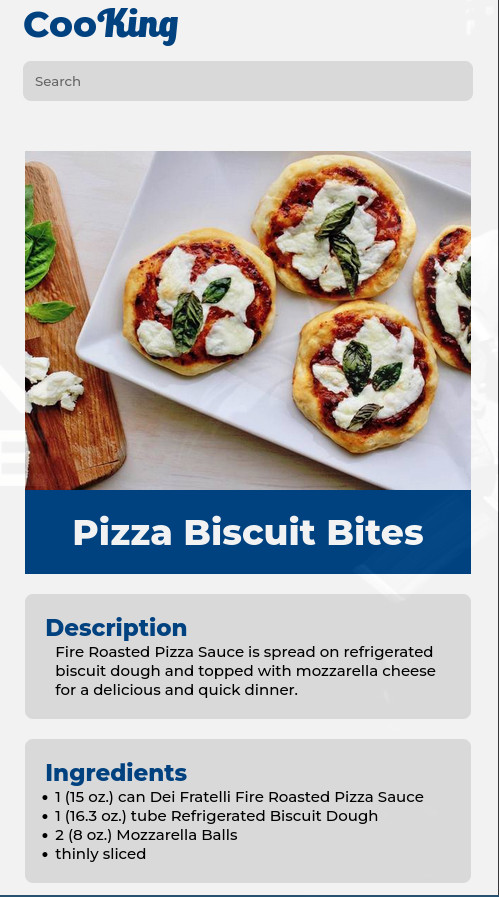 CooKing
Search
Pizza Biscuit Bites
Description
Fire Roasted Pizza Sauce is spread on refrigerated
biscuit dough and topped with mozzarella cheese
for a delicious and quick dinner.
Ingredients
• 1 (15 oz.) can Dei Fratelli Fire Roasted Pizza Sauce
• 1 (16.3 oz.) tube Refrigerated Biscuit Dough
• 2 (8 oz.) Mozzarella Balls
• thinly sliced